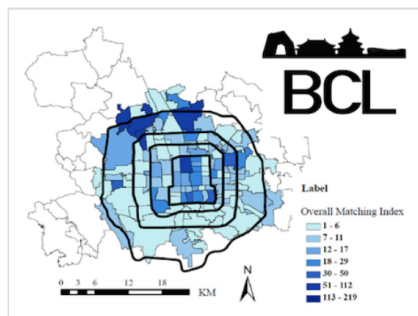 BCL
Label
Overall Matching Index
1 - 6
7 - 11
12 - 17
18 - 29
30 - 50
51 - 112
113 - 219
N
0 3 6 12 18
KM